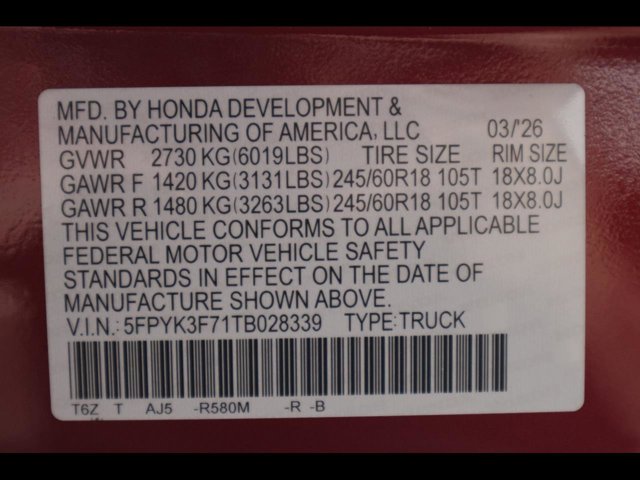 MFD. BY HONDA DEVELOPMENT &
MANUFACTURING OF AMERICA, LLC 03/'26
GVWR 2730 KG(6019LBS) TIRE SIZE RIM SIZE
GAWR F 1420 KG(3131LBS) 245/60R18 105T 18X8.0J
GAWR R 1480 KG(3263LBS) 245/60R18 105T 18X8.0J
THIS VEHICLE CONFORMS TO ALL APPLICABLE
FEDERAL MOTOR VEHICLE SAFETY
STANDARDS IN EFFECT ON THE DATE OF
MANUFACTURE SHOWN ABOVE.
V.I.N.: 5FPYK3F71TB028339 TYPE:TRUCK
T6Z T AJ5 -R580M -R -B